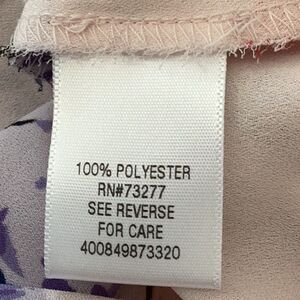 100% POLYESTER
RN#73277
SEE REVERSE
FOR CARE
400849873320